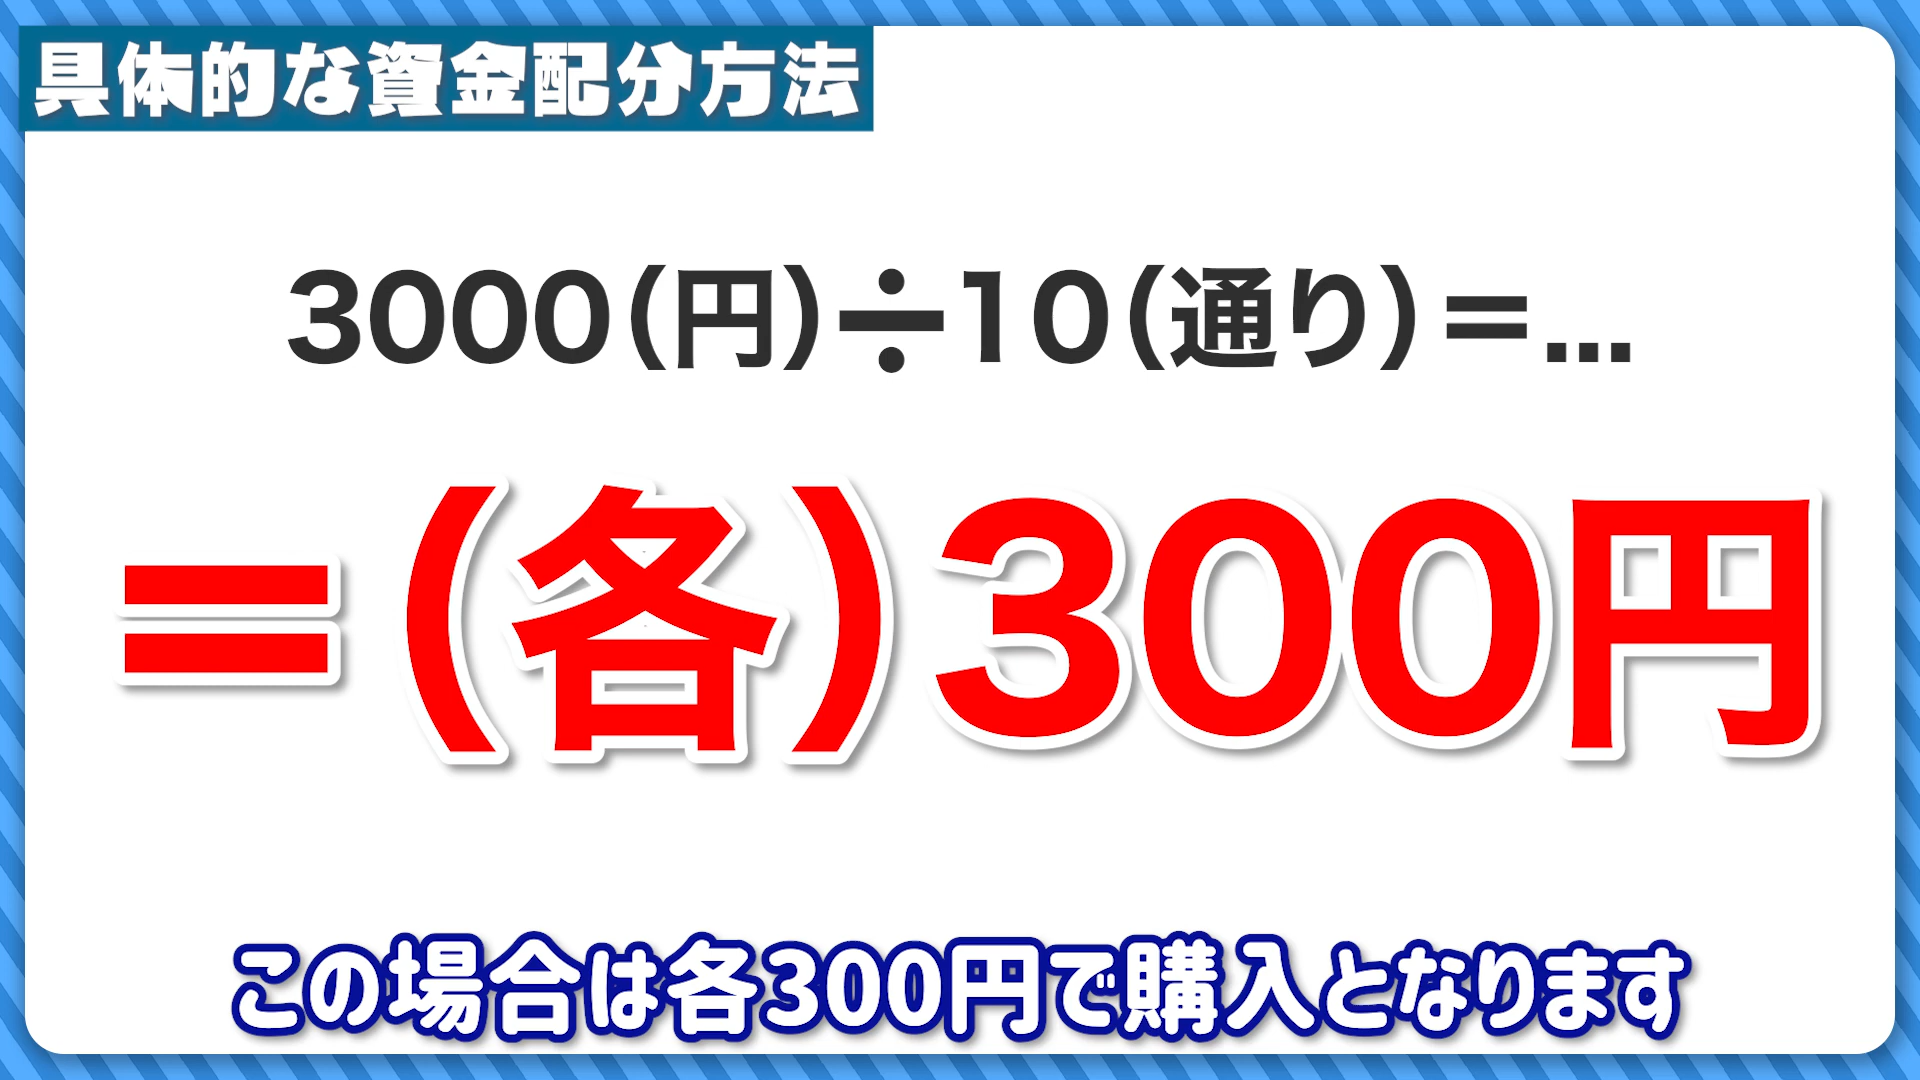 具体的な資金配分方法
3000(円)÷10(通り)=...
=(各)300円
この場合は各300円で購入となります